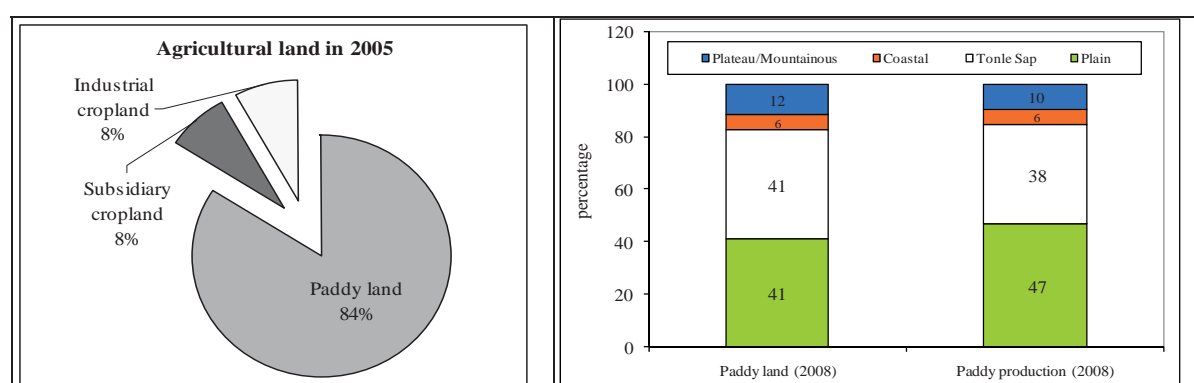 Agricultural land in 2005
Industrial
cropland
8%
Subsidiary
cropland
8%
Paddy land
84%
120
100
80
60
40
20
0
percentage
Plateau/Mountainous Coastal Tonle Sap Plain
12
6
41
41
10
6
38
47
Paddy land (2008) Paddy production (2008)